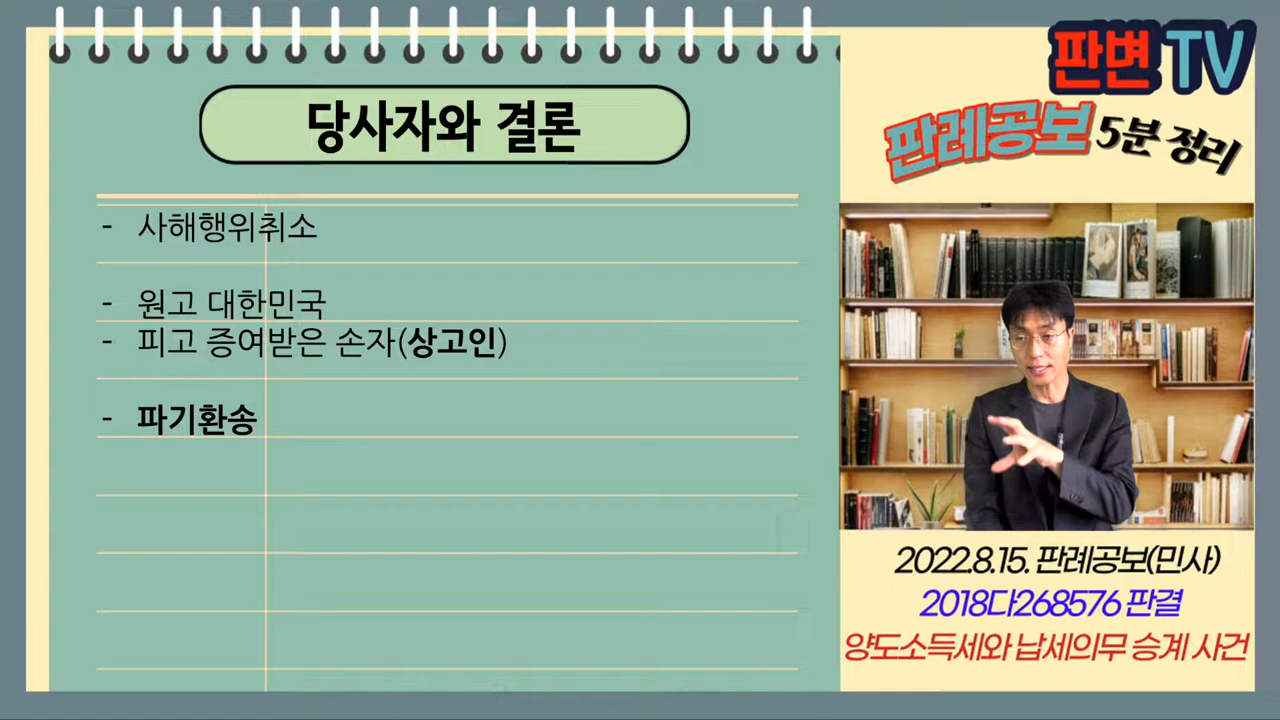 당사자와 결론
- 사해행위취소
- 원고 대한민국
- 피고 증여받은 손자(상고인)
- 파기환송
판변 TV
판례공보 5분 정리
2022.8.15. 판례공보(민사)
2018다268576 판결
양도소득세와 납세의무 승계 사건